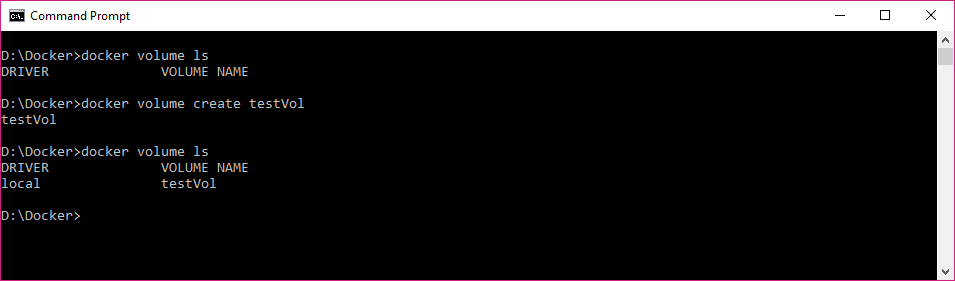 Command Prompt
D:\Docker>docker volume ls
DRIVER              VOLUME NAME
D:\Docker>docker volume create testVol
testVol
D:\Docker>docker volume ls
DRIVER              VOLUME NAME
local               testVol
D:\Docker>